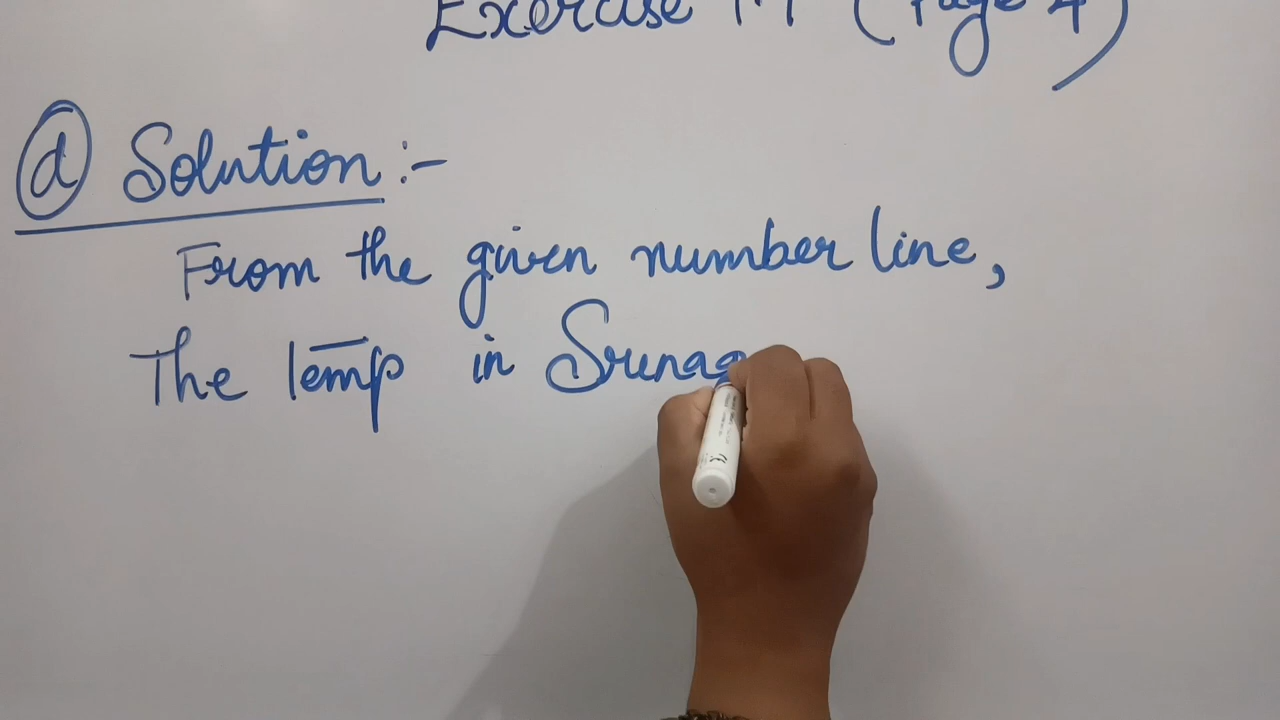 Exercise 1.1 (Page 4)
d Solution :-
From the given number line,
The temp in Srinag